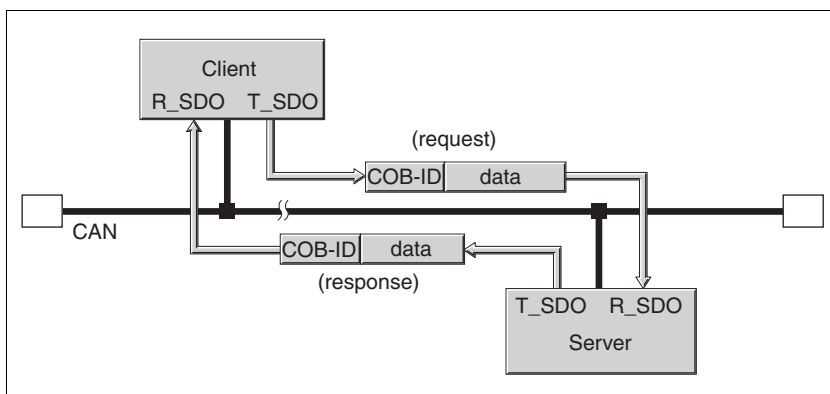 Client
R_SDO T_SDO
(request)
COB-ID data
CAN
COB-ID data
(response)
T_SDO R_SDO
Server